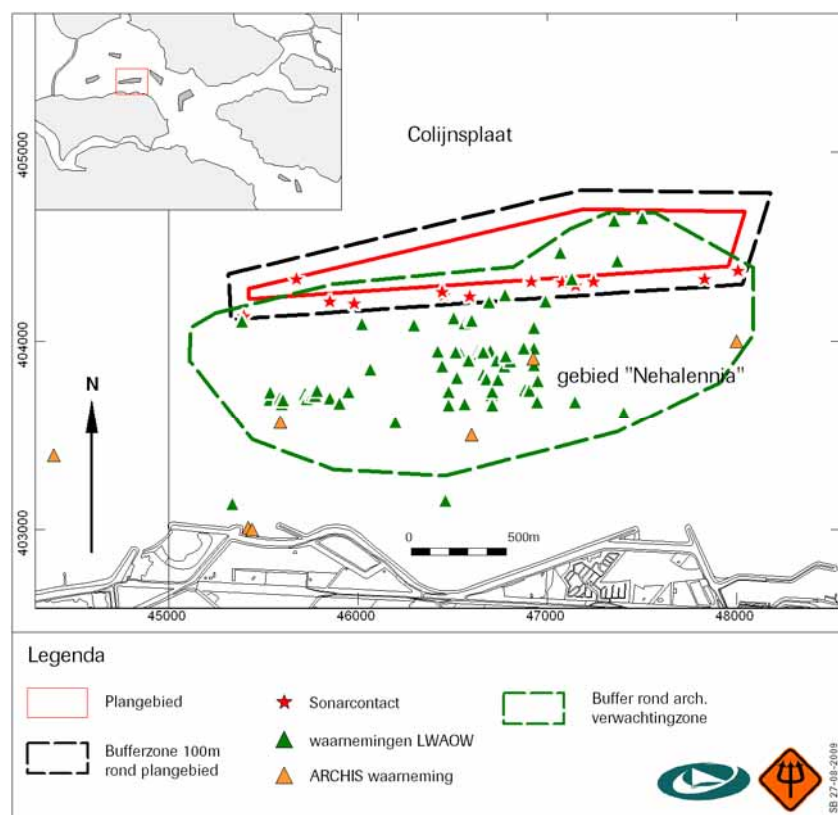 Colijnsplaat
405000
404000
403000
gebied "Nehalennia"
N
0 500m
45000 46000 47000 48000
Legenda
Plangebied
Bufferzone 100m
rond plangebied
Sonarcontact
waarnemingen LWAOW
ARCHIS waarneming
Buffer rond arch.
verwachtingzone
SB 27-08-2009